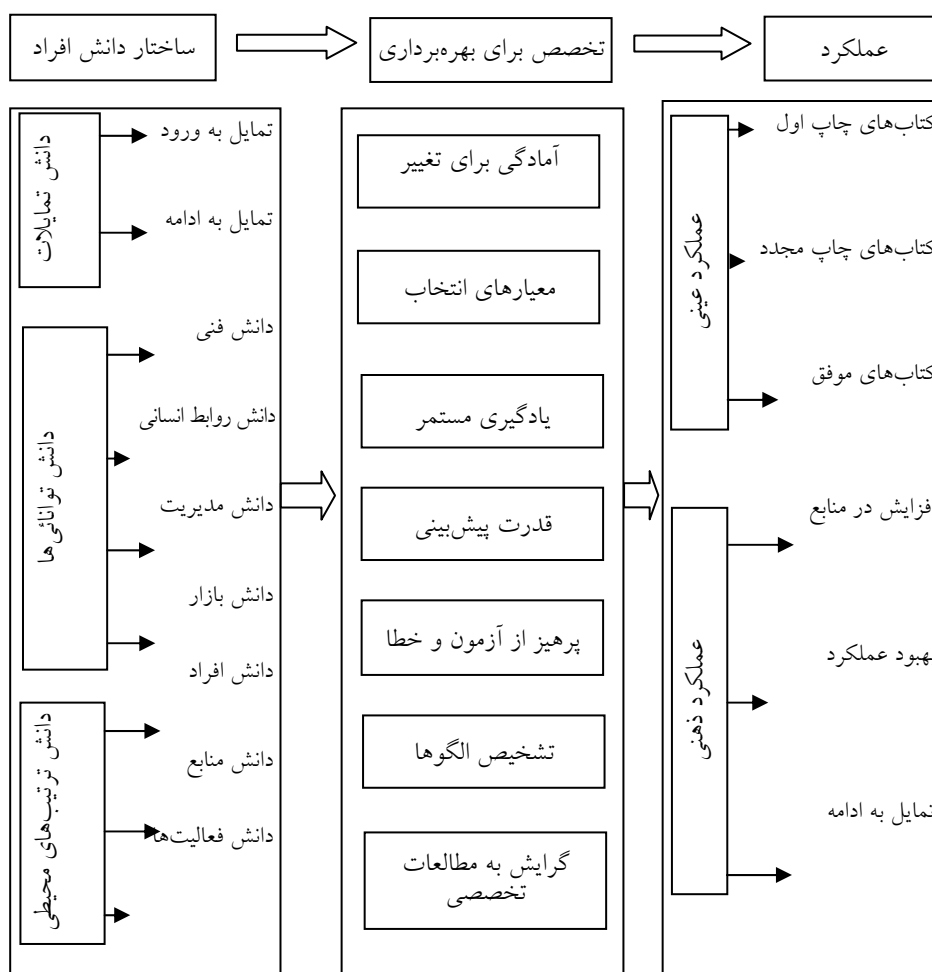 ساختار دانش افراد
تخصص برای بهره‌برداری
عملکرد
دانش تمایلات
تمایل به ورود
تمایل به ادامه
دانش توانائی‌ها
دانش فنی
دانش روابط انسانی
دانش مدیریت
دانش بازار
دانش ترتیب‌های محیطی
دانش افراد
دانش منابع
دانش فعالیت‌ها
آمادگی برای تغییر
معیارهای انتخاب
یادگیری مستمر
قدرت پیش‌بینی
پرهیز از آزمون و خطا
تشخیص الگوها
گرایش به مطالعات
تخصصی
عملکرد عینی
کتاب‌های چاپ اول
کتاب‌های چاپ مجدد
کتاب‌های موفق
عملکرد ذهنی
فزایش در منابع
بهبود عملکرد
تمایل به ادامه